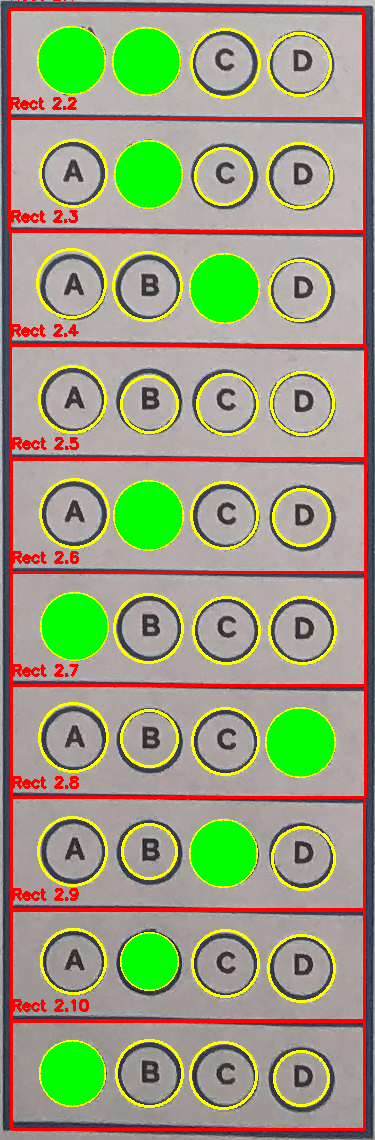 C D
Rect 2.2
A C D
Rect 2.3
A B D
Rect 2.4
A B C D
Rect 2.5
A C D
Rect 2.6
B C D
Rect 2.7
A B C
Rect 2.8
A B D
Rect 2.9
A C D
Rect 2.10
B C D